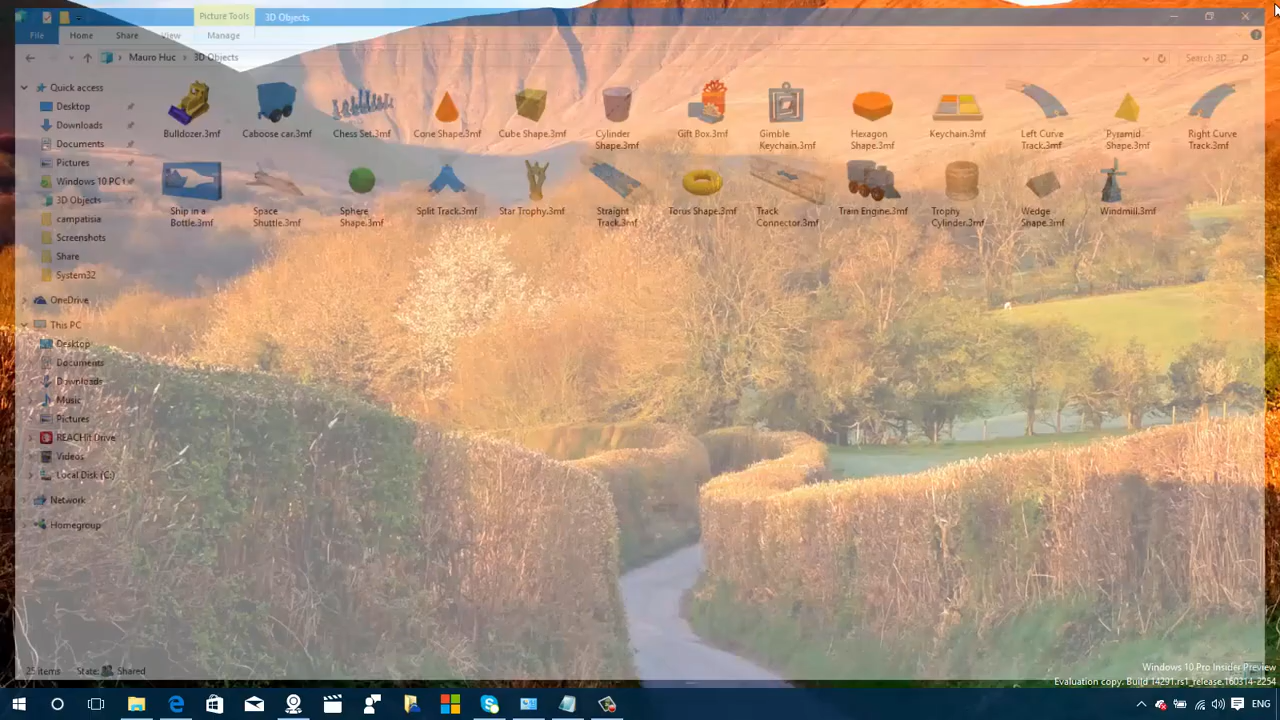 Picture Tools
3D Objects
File
Home
Share
View
Manage
Mauro Huc
3D Objects
Search 3D...
Quick access
Desktop
Downloads
Documents
Pictures
Windows 10 PC
3D Objects
campatisia
Screenshots
Share
System32
OneDrive
This PC
Desktop
Documents
Downloads
Music
Pictures
REACHit Drive
Videos
Local Disk (C:)
Network
Homegroup
Bulldozer.3mf
Caboose car.3mf
Chess Set.3mf
Cone Shape.3mf
Cube Shape.3mf
Cylinder
Shape.3mf
Gift Box.3mf
Gimble
Keychain.3mf
Hexagon
Shape.3mf
Keychain.3mf
Left Curve
Track.3mf
Pyramid
Shape.3mf
Right Curve
Track.3mf
Ship in a
Bottle.3mf
Space
Shuttle.3mf
Sphere
Shape.3mf
Split Track.3mf
Star Trophy.3mf
Straight
Track.3mf
Torus Shape.3mf
Track
Connector.3mf
Train Engine.3mf
Trophy
Cylinder.3mf
Wedge
Shape.3mf
Windmill.3mf
25 items
State:
Shared
Windows 10 Pro Insider Preview
Evaluation copy. Build 14291.rs1_release.160314-2254
ENG